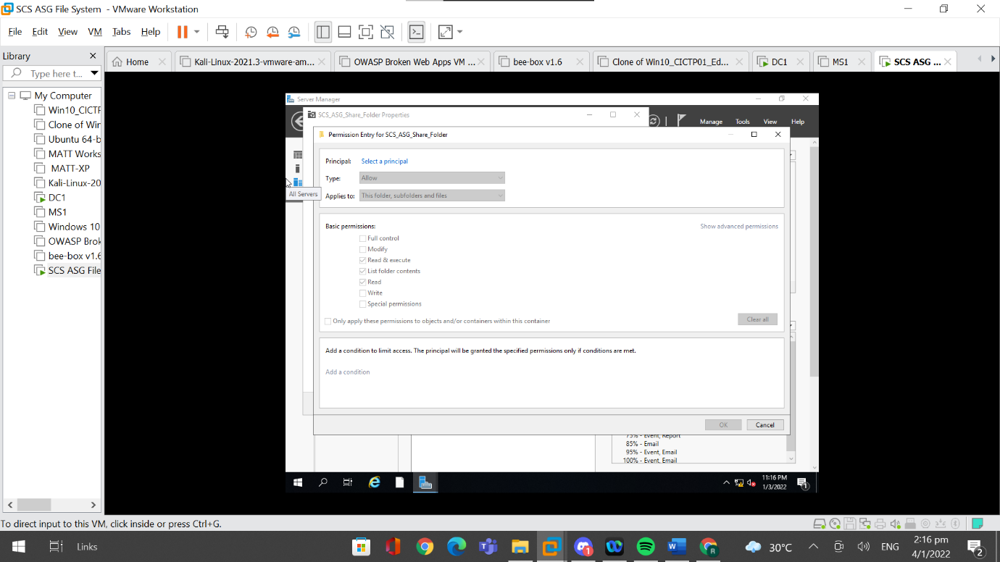 SCS ASG File System - VMware Workstation
File Edit View VM Tabs Help
Library
Type here t...
Home
Kali-Linux-2021.3-vmware-am...
OWASP Broken Web Apps VM ...
bee-box v1.6
Clone of Win10_CICTP01_Ed...
DC1
MS1
SCS ASG ...
My Computer
Win10_CICTF
Clone of Wir
Ubuntu 64-b
MATT Works
MATT-XP
Kali-Linux-20
DC1
MS1
Windows 10
OWASP Brok
bee-box v1.6
SCS ASG File
Server Manager
SCS_ASG_Share_Folder Properties
Manage Tools View Help
Permission Entry for SCS_ASG_Share_Folder
Principal: Select a principal
Type: Allow
All Servers
Applies to: This folder, subfolders and files
Basic permissions: Show advanced permissions
Full control
Modify
Read & execute
List folder contents
Read
Write
Special permissions
Only apply these permissions to objects and/or containers within this container
Clear all
Add a condition to limit access. The principal will be granted the specified permissions only if conditions are met.
Add a condition
OK Cancel
75% - Event, Report
85% - Email
95% - Event, Email
100% - Event, Email
11:16 PM
1/3/2022
1
To direct input to this VM, click inside or press Ctrl+G.
Links
1
30°C
ENG
2:16 pm
4/1/2022
2